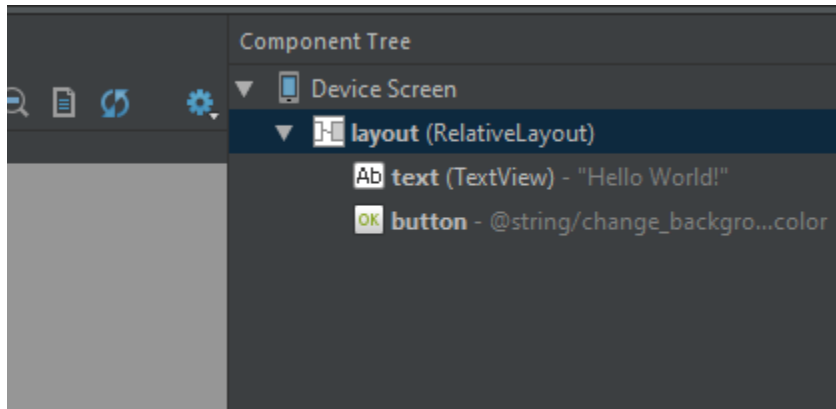 Component Tree
Device Screen
layout (RelativeLayout)
Ab text (TextView) - "Hello World!"
OK button - @string/change_backgro...color